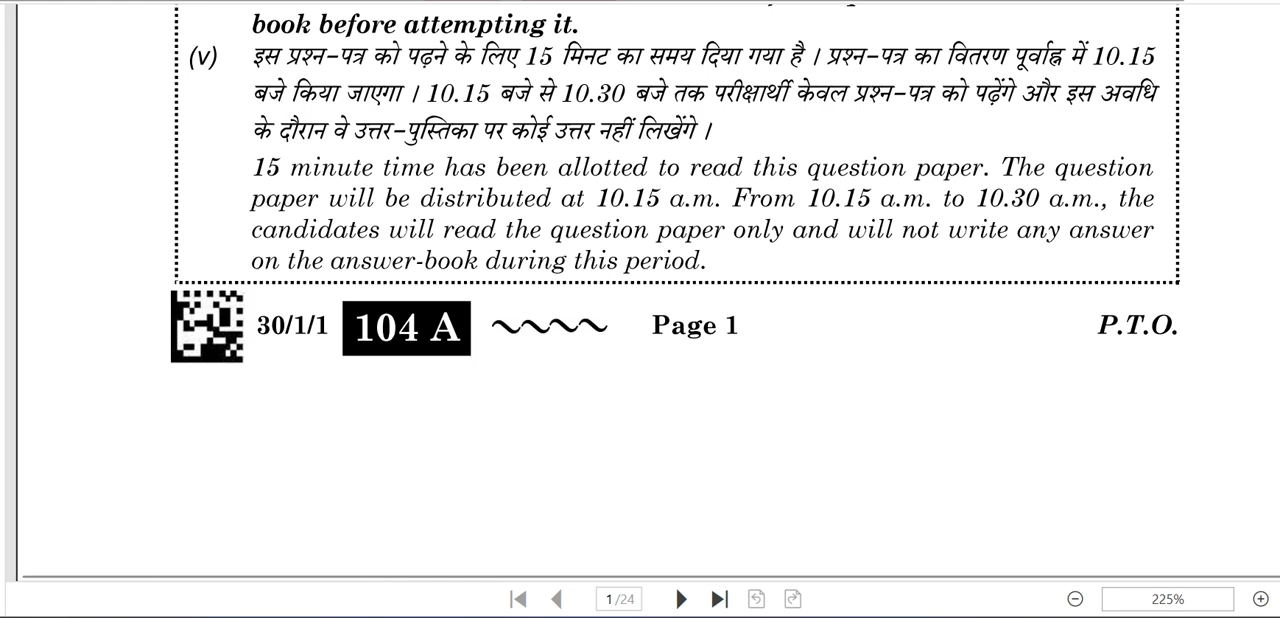 book before attempting it.
(v) इस प्रश्न-पत्र को पढ़ने के लिए 15 मिनट का समय दिया गया है । प्रश्न-पत्र का वितरण पूर्वाह्न में 10.15
बजे किया जाएगा । 10.15 बजे से 10.30 बजे तक परीक्षार्थी केवल प्रश्न-पत्र को पढ़ेंगे और इस अवधि
के दौरान वे उत्तर-पुस्तिका पर कोई उत्तर नहीं लिखेंगे ।
15 minute time has been allotted to read this question paper. The question
paper will be distributed at 10.15 a.m. From 10.15 a.m. to 10.30 a.m., the
candidates will read the question paper only and will not write any answer
on the answer-book during this period.
30/1/1 104 A Page 1 P.T.O.
1/24 225%